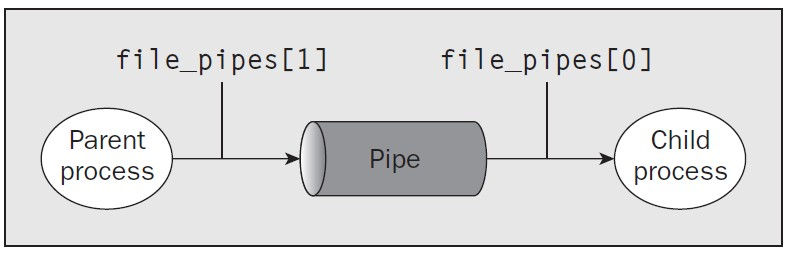 file_pipes[1]
file_pipes[0]
Parent
process
Pipe
Child
process